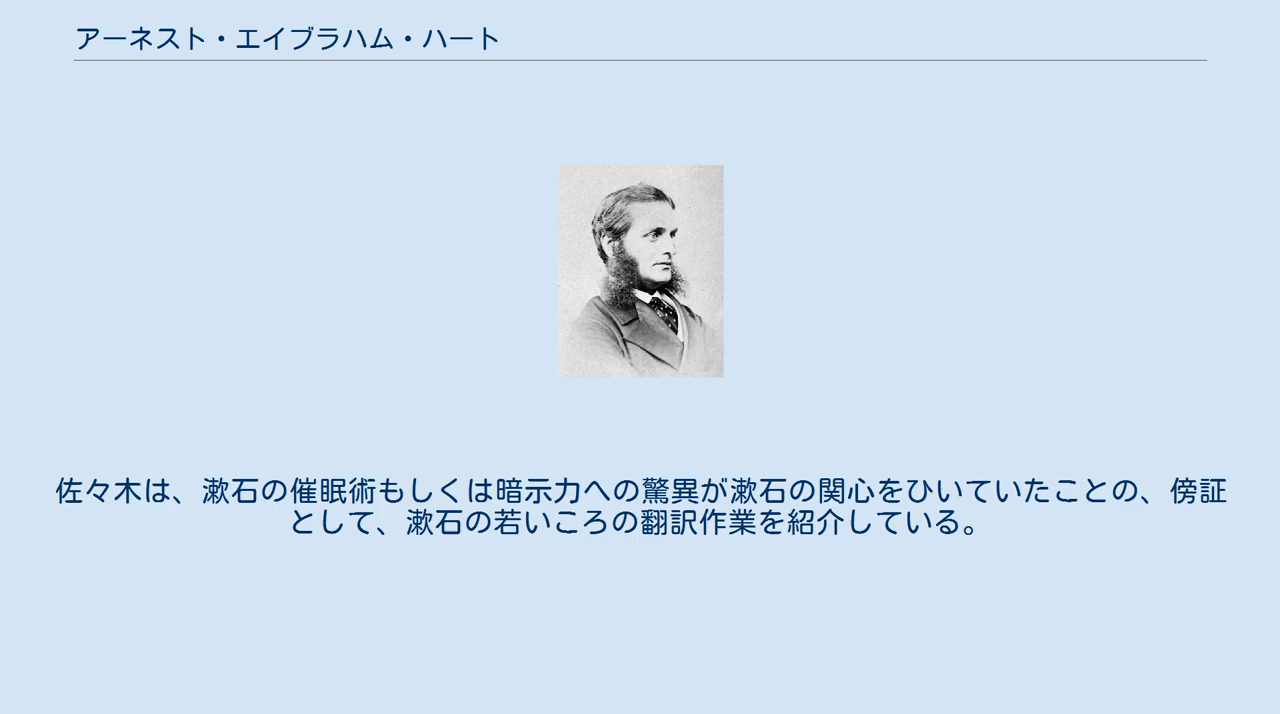 アーネスト・エイブラハム・ハート
佐々木は、漱石の催眠術もしくは暗示力への驚異が漱石の関心をひいていたことの、傍証
として、漱石の若いころの翻訳作業を紹介している。